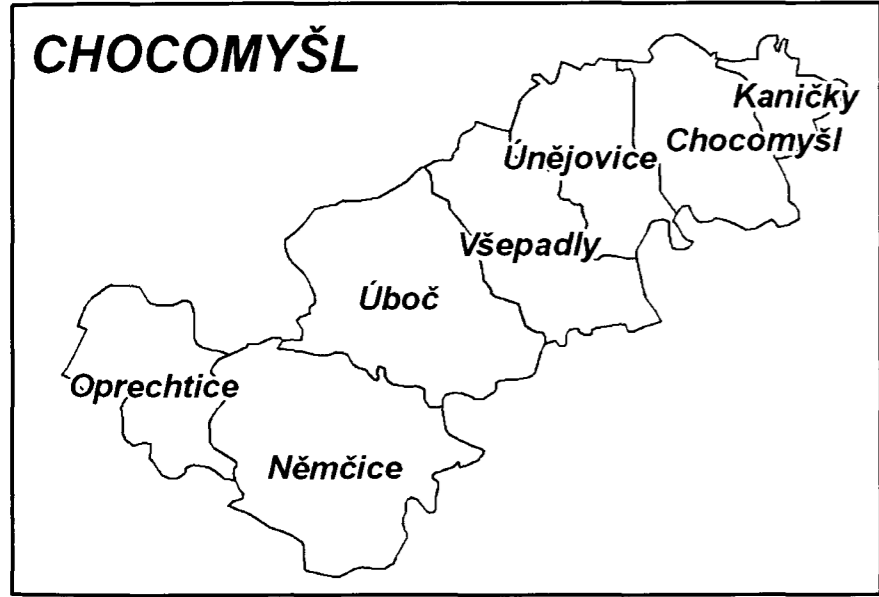 CHOCOMYŠL
Kaničky
Chocomyšl
Únějovice
Všepadly
Úboč
Oprechtice
Němčice